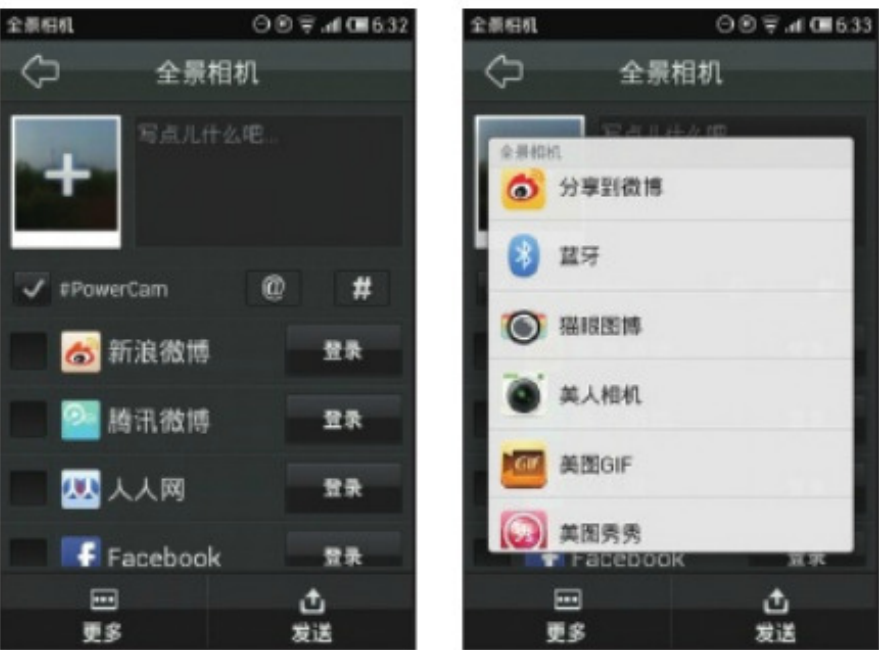 全景相机 6:32
全景相机
写点儿什么吧...
#PowerCam @ #
新浪微博 登录
腾讯微博 登录
人人网 登录
Facebook 登录
更多 发送
全景相机 6:33
全景相机
写点儿什么吧
全景相机
分享到微博
蓝牙
猫眼图博
美人相机
GIF 美图GIF
秀 美图秀秀
Facebook 登录
更多 发送